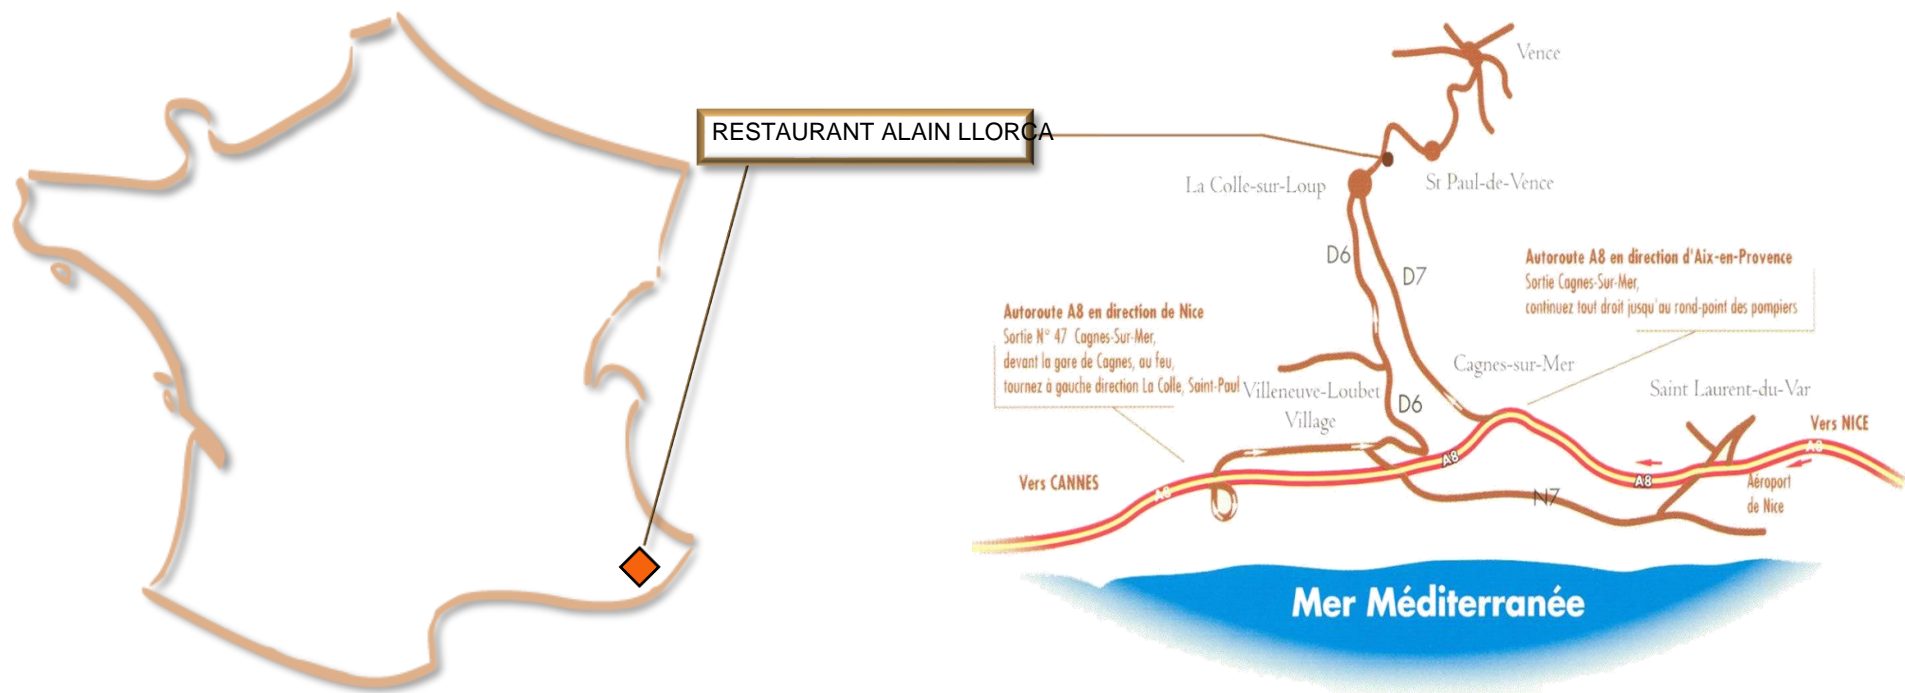 RESTAURANT ALAIN LLORCA
Vence
La Colle-sur-Loup
St Paul-de-Vence
D6
D7
Autoroute A8 en direction d'Aix-en-Provence
Sortie Cagnes-Sur-Mer,
continuez tout droit jusqu'au rond-point des pompiers
Autoroute A8 en direction de Nice
Sortie N° 47 Cagnes-Sur-Mer,
devant la gare de Cagnes, au feu,
tournez à gauche direction La Colle, Saint-Paul
Cagnes-sur-Mer
Villeneuve-Loubet
Village
D6
Saint Laurent-du-Var
Vers NICE
A8
A8
A8
A8
Vers CANNES
Aéroport
de Nice
N7
Mer Méditerranée